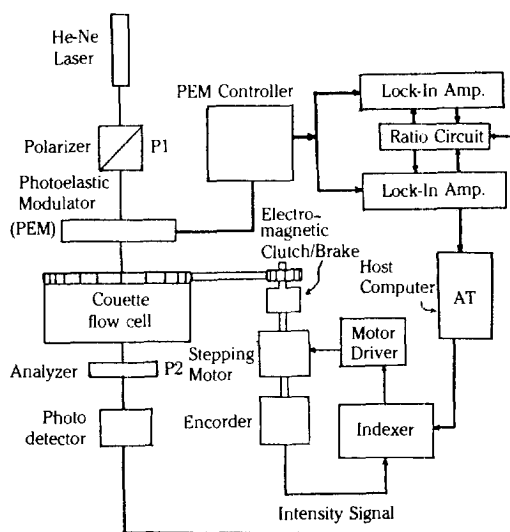 He-Ne
Laser
PEM Controller
Lock-In Amp.
Ratio Circuit
Lock-In Amp.
Polarizer
P1
Photoelastic
Modulator
(PEM)
Electro-
magnetic
Clutch/Brake
Host
Computer
AT
Couette
flow cell
Stepping
Motor
Motor
Driver
Analyzer
P2
Photo
detector
Encorder
Indexer
Intensity Signal